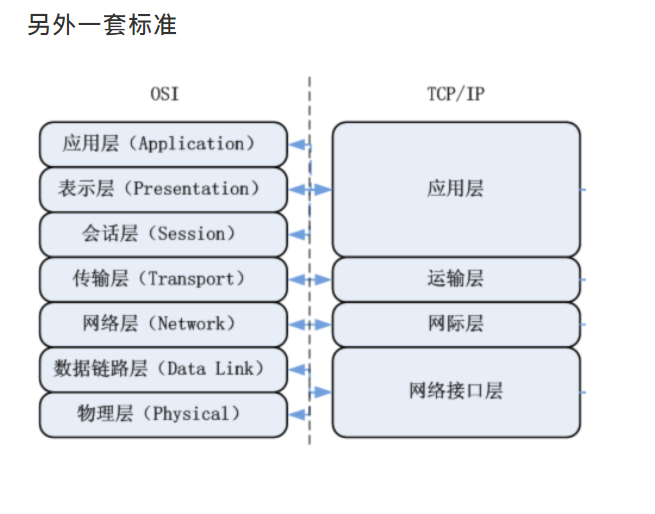 另外一套标准
OSI
TCP/IP
应用层（Application）
表示层（Presentation）
会话层（Session）
传输层（Transport）
网络层（Network）
数据链路层（Data Link）
物理层（Physical）
应用层
运输层
网际层
网络接口层